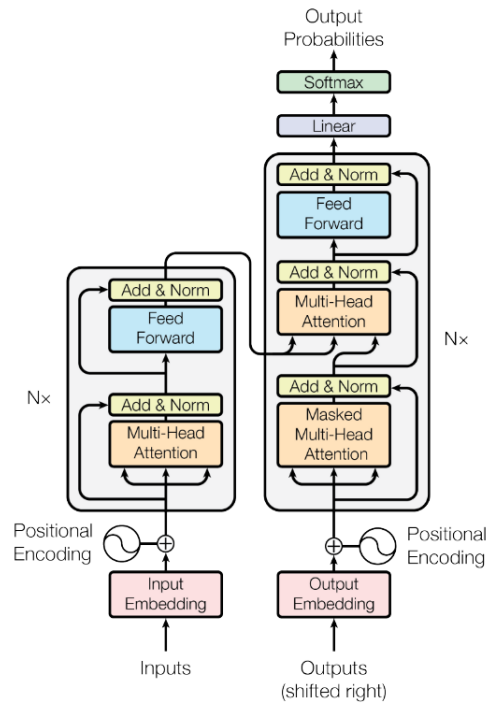 Output
Probabilities
Softmax
Linear
Add & Norm
Feed
Forward
Add & Norm
Multi-Head
Attention
Add & Norm
Masked
Multi-Head
Attention
Nx
Positional
Encoding
Output
Embedding
Outputs
(shifted right)
Add & Norm
Feed
Forward
Add & Norm
Multi-Head
Attention
Nx
Positional
Encoding
Input
Embedding
Inputs